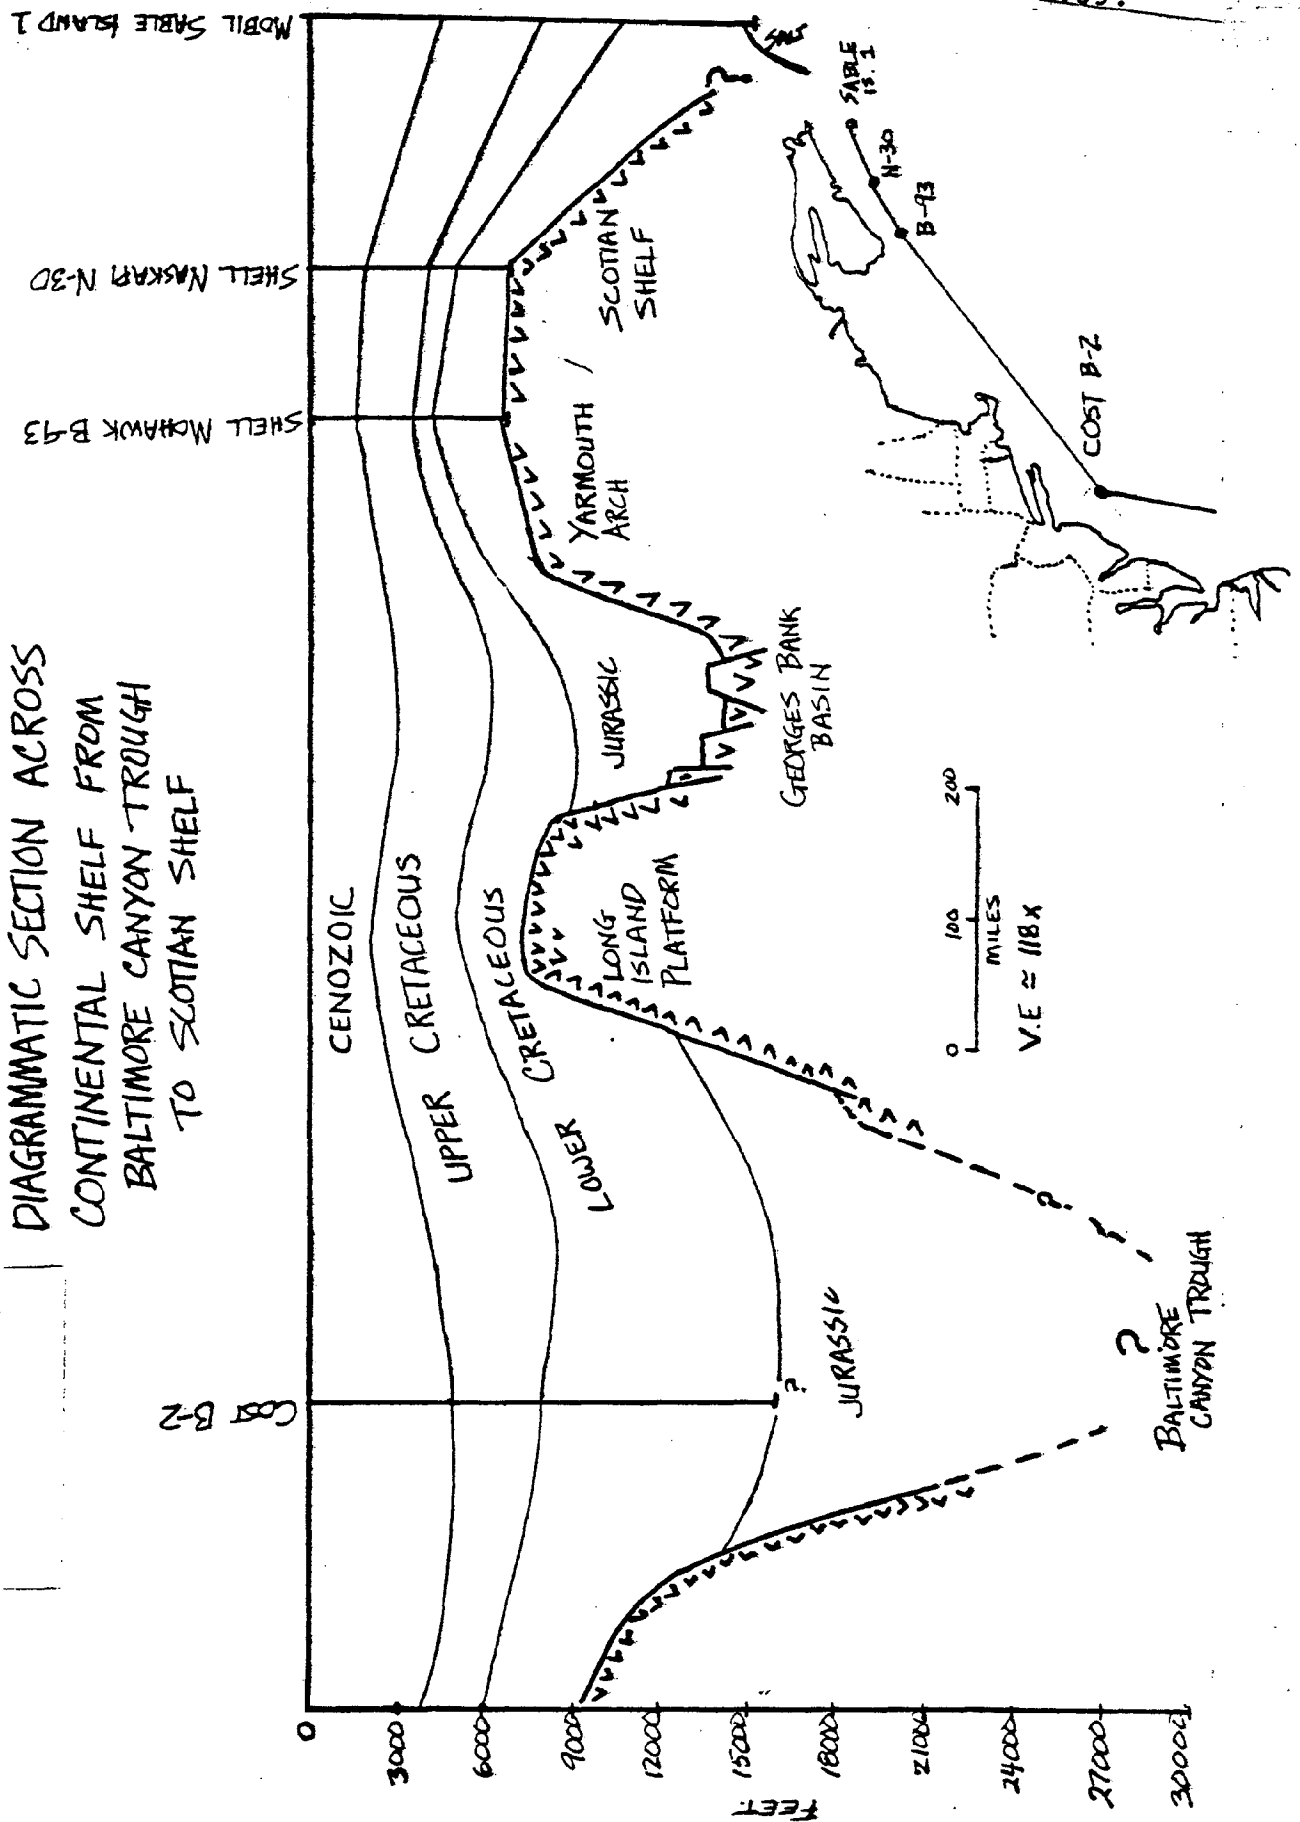 DIAGRAMMATIC SECTION ACROSS
CONTINENTAL SHELF FROM
BALTIMORE CANYON TROUGH
TO SCOTIAN SHELF
COST B-2
SHELL MOHAWK B-93
SHELL NASKAPI N-30
MOBIL SABLE ISLAND 1
0
3000
6000
9000
12000
15000
18000
21000
24000
27000
30000
FEET
CENOZOIC
UPPER CRETACEOUS
LOWER CRETACEOUS
JURASSIC
JURASSIC
?
?
?
?
BALTIMORE
CANYON TROUGH
LONG
ISLAND
PLATFORM
GEORGES BANK
BASIN
YARMOUTH
ARCH
SCOTIAN
SHELF
?
0 100 200
MILES
V.E ≈ 118X
COST B-2
B-93
N-30
SABLE
IS. 1